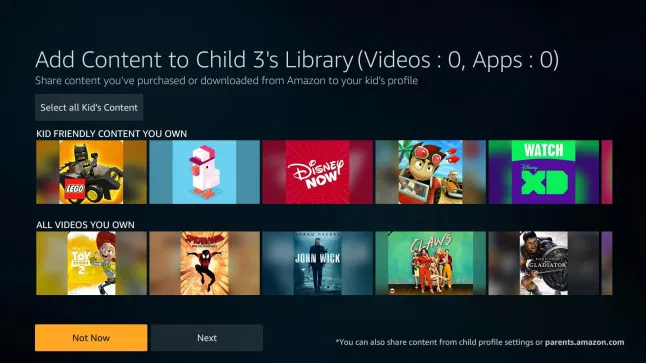 Add Content to Child 3's Library (Videos : 0, Apps : 0)
Share content you've purchased or downloaded from Amazon to your kid's profile
Select all Kid's Content
KID FRIENDLY CONTENT YOU OWN
LEGO
Disney
NOW
WATCH
Disney
XD
ALL VIDEOS YOU OWN
TOY
STORY
2
SPIDER-MAN
JOHN WICK
CLAWS
GLADIATOR
Not Now
Next
*You can also share content from child profile settings or parents.amazon.com